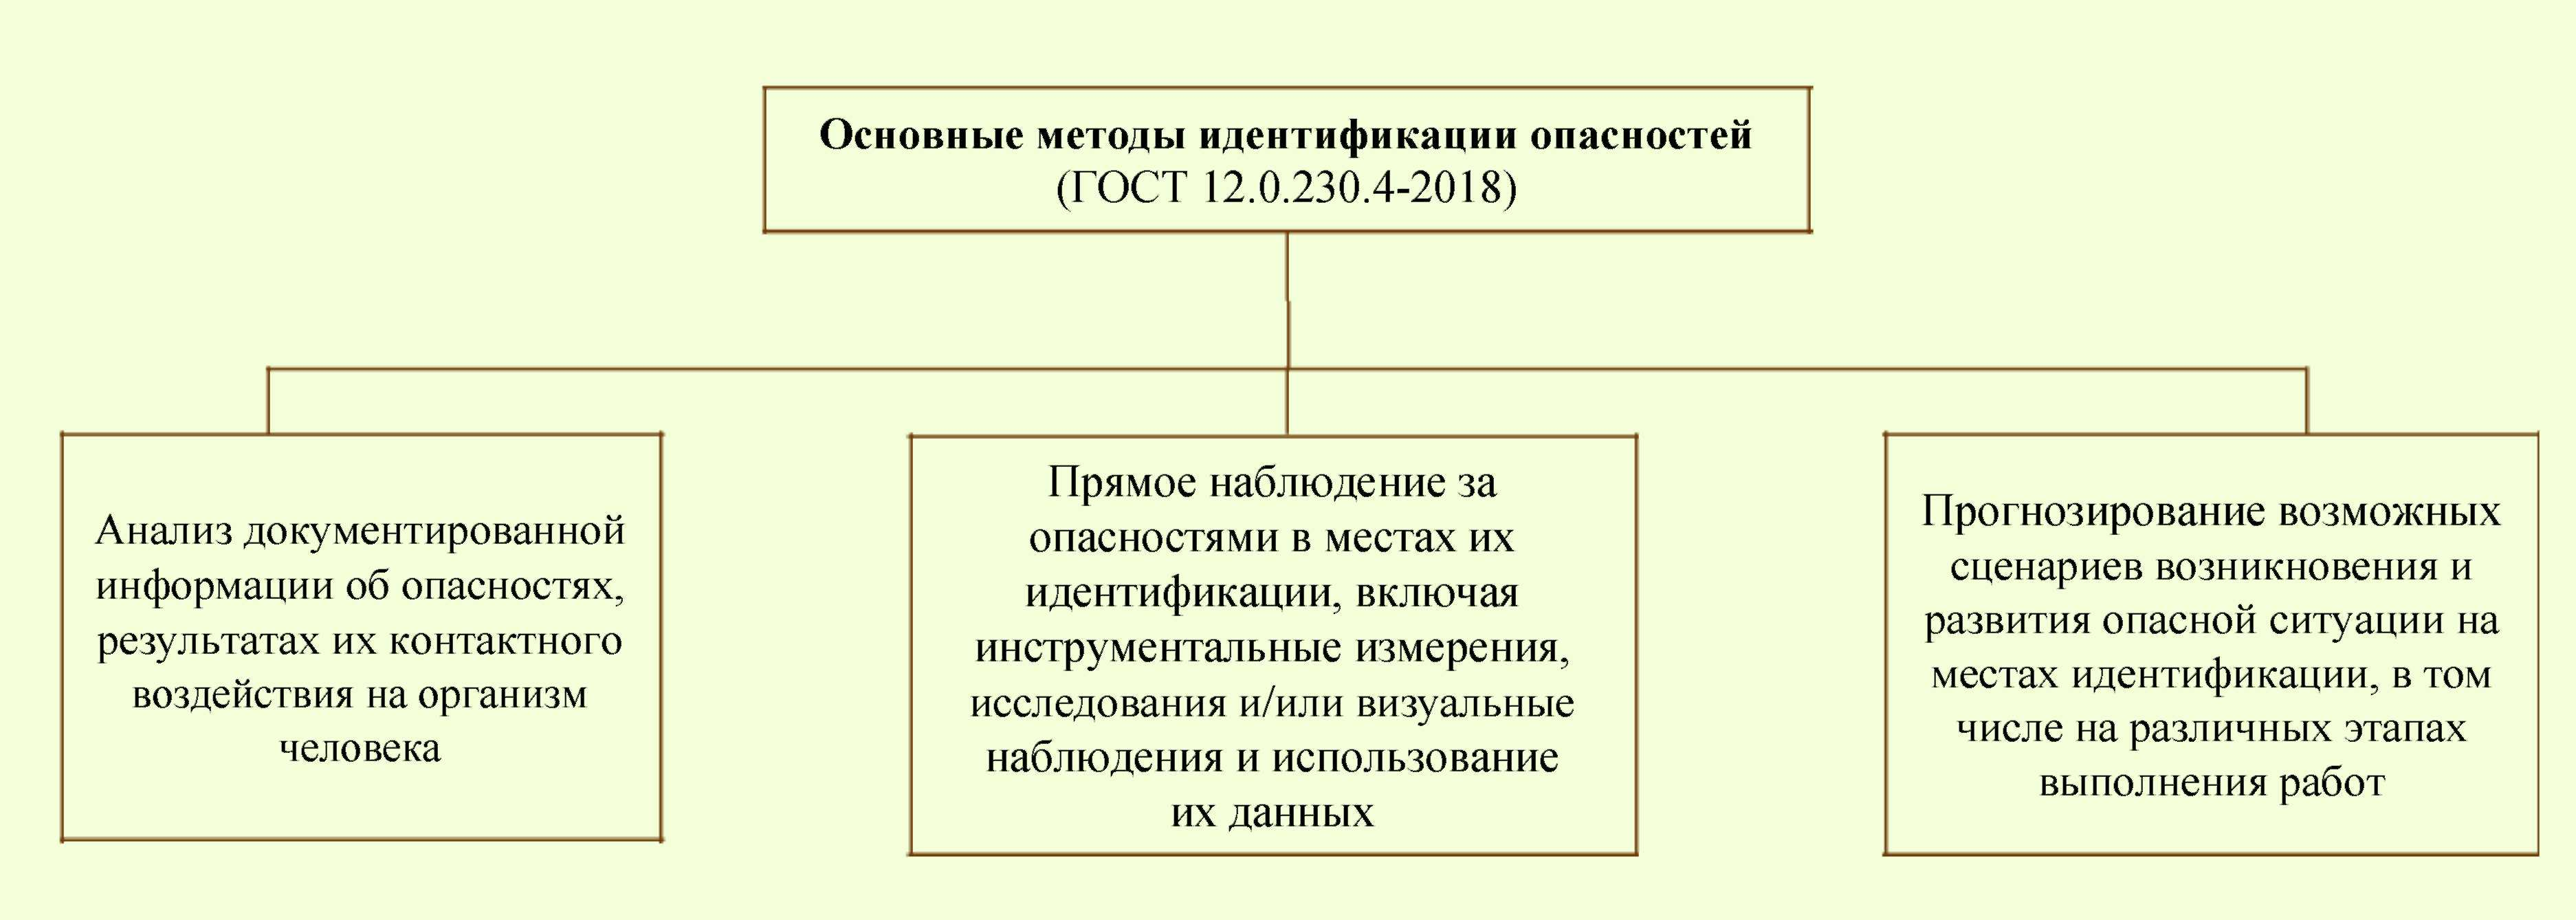 Основные методы идентификации опасностей
(ГОСТ 12.0.230.4-2018)
Анализ документированной
информации об опасностях,
результатах их контактного
воздействия на организм
человека
Прямое наблюдение за
опасностями в местах их
идентификации, включая
инструментальные измерения,
исследования и/или визуальные
наблюдения и использование
их данных
Прогнозирование возможных
сценариев возникновения и
развития опасной ситуации на
местах идентификации, в том
числе на различных этапах
выполнения работ